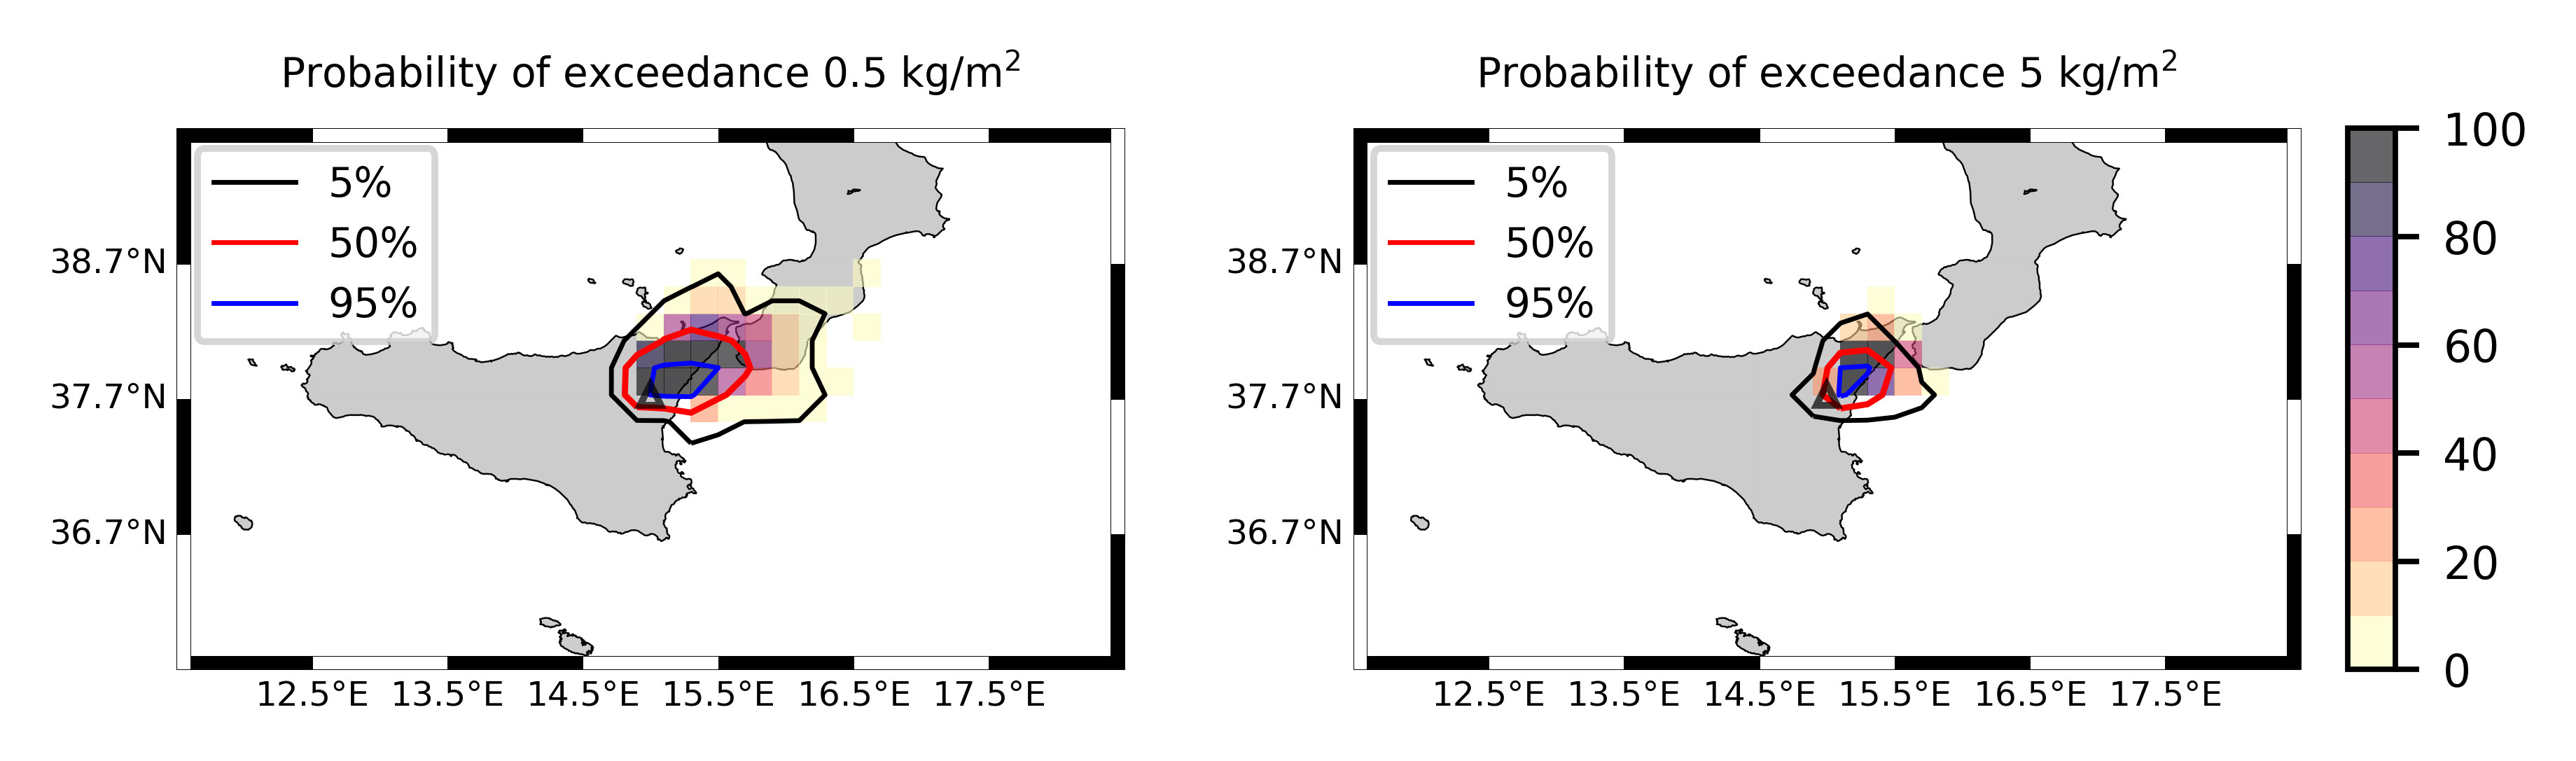 Probability of exceedance 0.5 kg/m²
5%
50%
95%
38.7°N
37.7°N
36.7°N
12.5°E 13.5°E 14.5°E 15.5°E 16.5°E 17.5°E
Probability of exceedance 5 kg/m²
5%
50%
95%
38.7°N
37.7°N
36.7°N
12.5°E 13.5°E 14.5°E 15.5°E 16.5°E 17.5°E
100
80
60
40
20
0